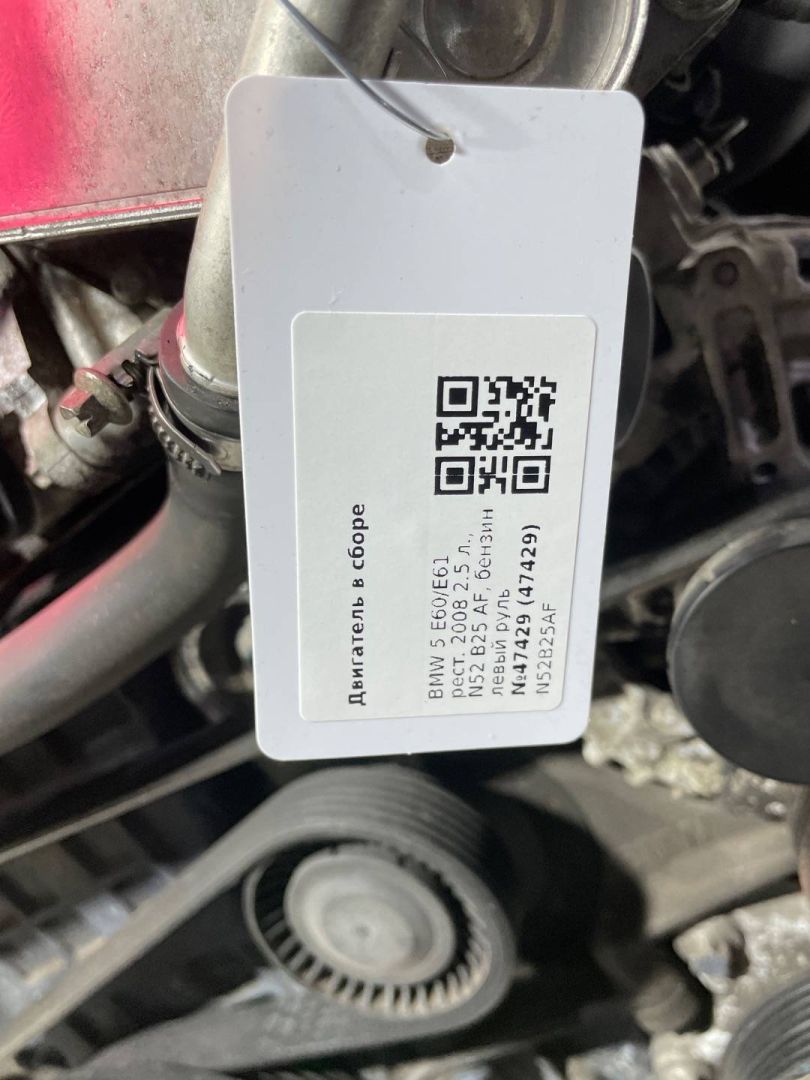 Двигатель в сборе
BMW 5 E60/E61
рест. 2008 2.5 л.,
N52 B25 AF, бензин
левый руль
№47429 (47429)
N52B25AF